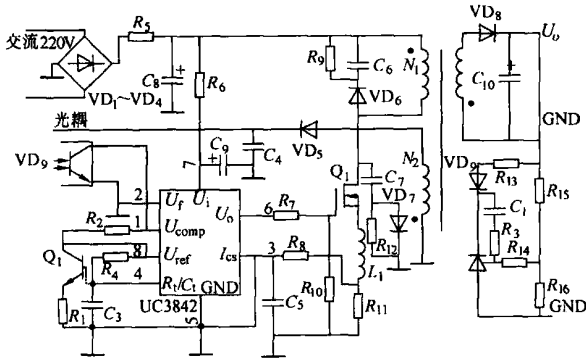 交流220V
R5
VD1～VD4
C8 +
R6
R9
C6
VD6
N1
VD8
Uo
C10 +
GND
光耦
VD9
7
C9 +
C4
VD5
N2
Q1
C7
VD7
R12
L1
R11
VD9
R13
C1
R3
R14
R15
R16
GND
2
Uf
Ui
R2
1
Ucomp
Uo
6
R7
Q1
8
Uref
R4
4
Rt/Ct GND
Ics
3
R8
R1
C3
UC3842
5
C5
R10